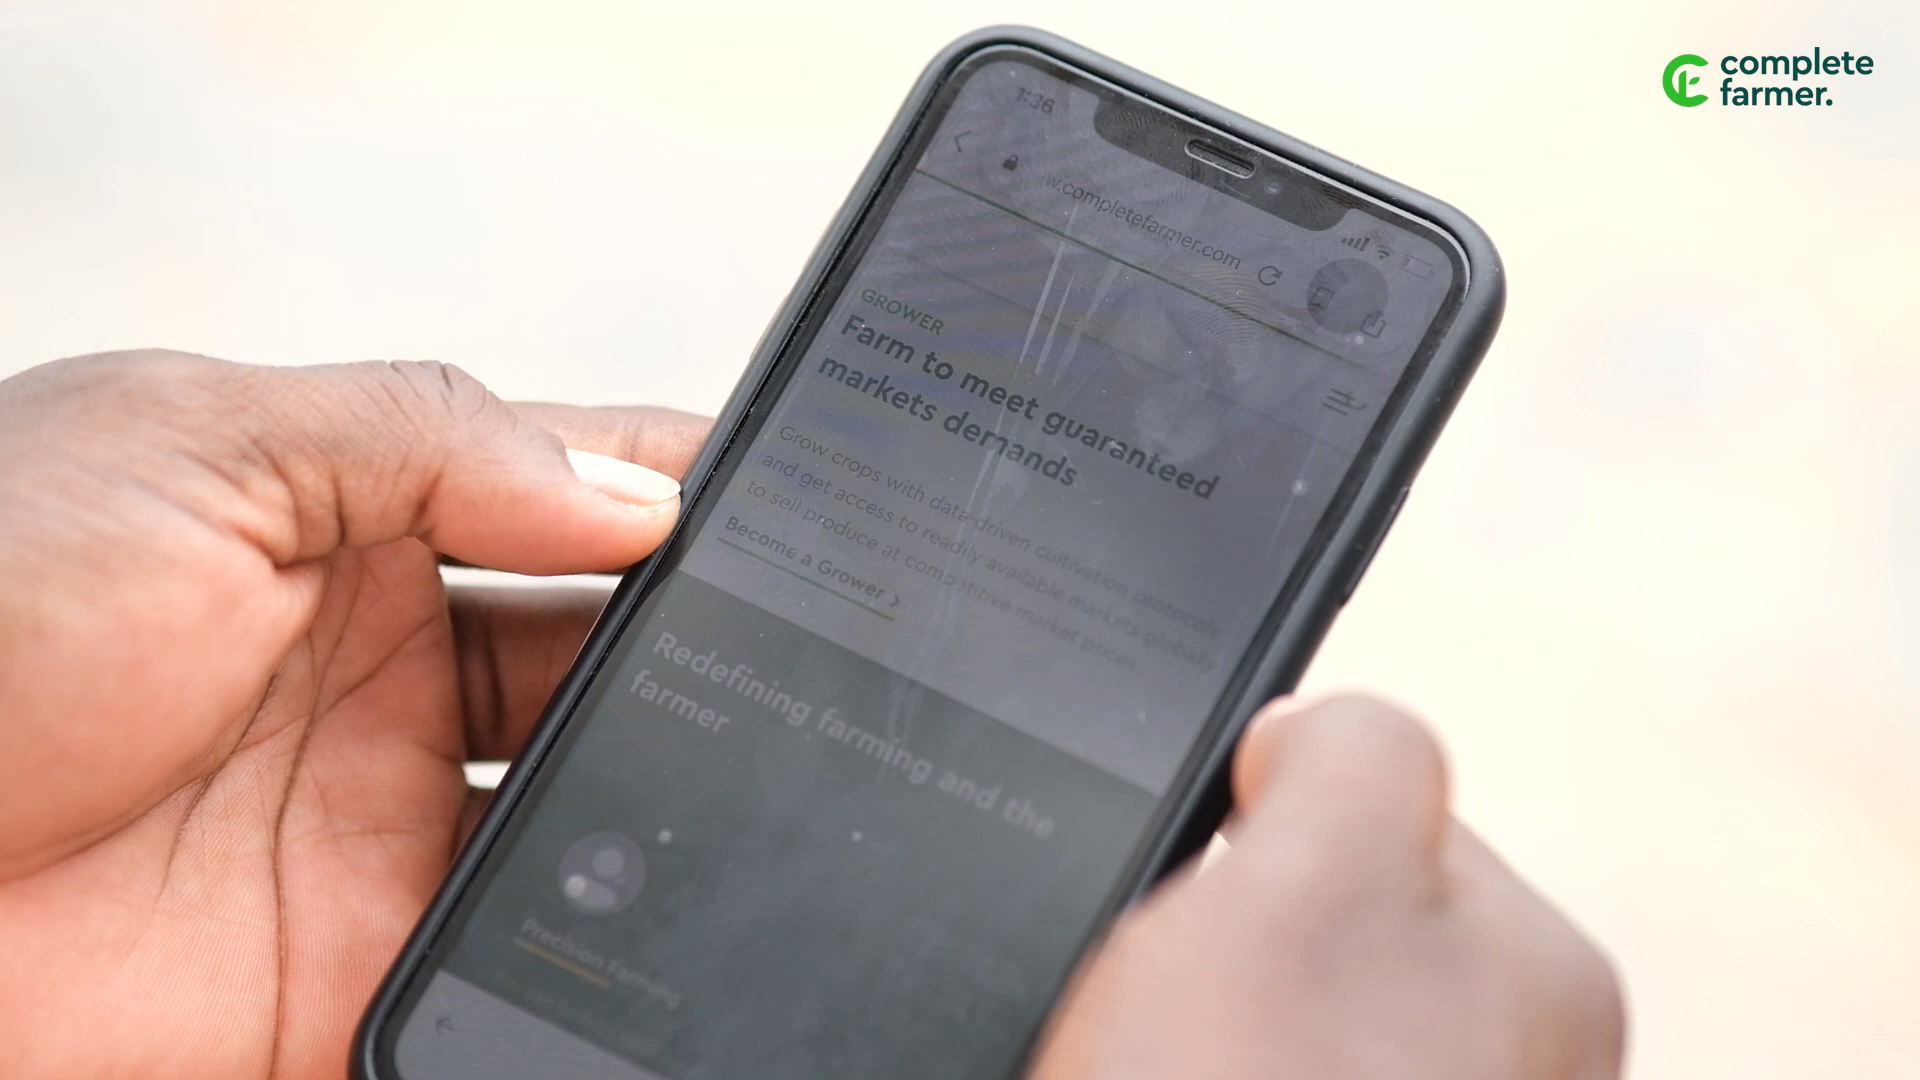 complete
farmer.
1:36
w.completefarmer.com
GROWER
Farm to meet guaranteed
markets demands
Grow crops with data-driven cultivation protocols
and get access to readily available markets globally
to sell produce at competitive market prices.
Become a Grower >
Redefining farming and the
farmer
Precision Farming